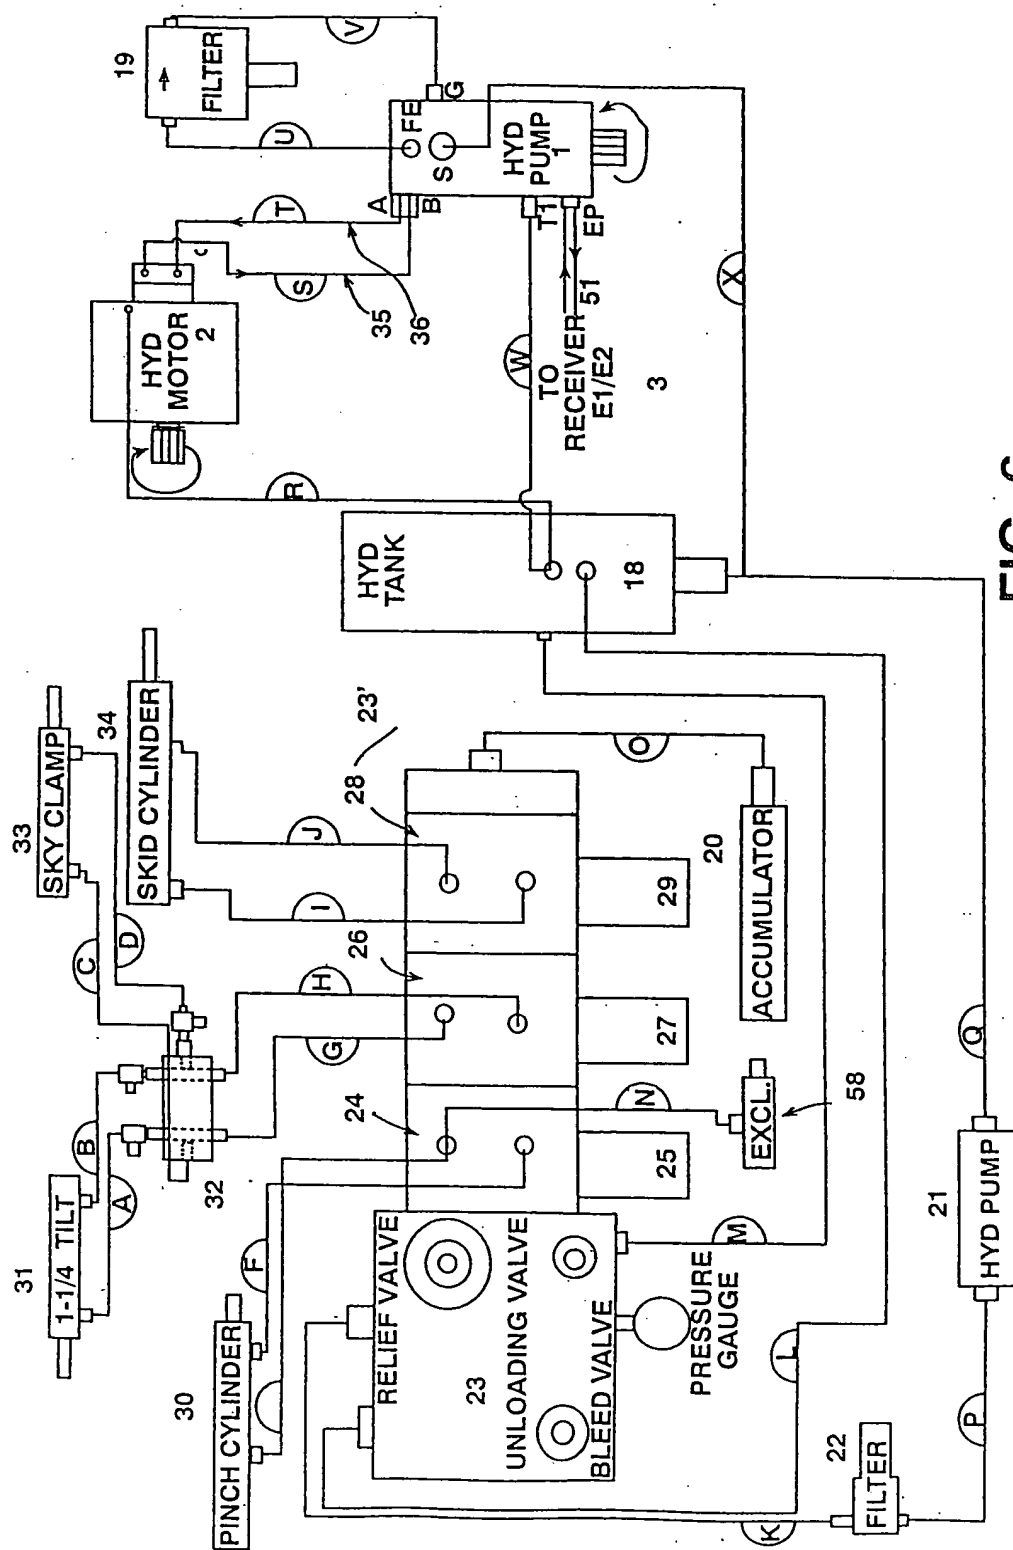 19
FILTER
V
U
FE
G
S
HYD
PUMP
1
A
B
T1
EP
T
S
35
36
HYD
MOTOR
2
W
TO
RECEIVER
E1/E2
51
3
X
R
HYD
TANK
18
33
SKY CLAMP
34
SKID CYLINDER
C
D
31
1-1/4 TILT
B
A
32
30
PINCH CYLINDER
F
G
H
I
J
24
26
28
23'
25
27
29
O
20
ACCUMULATOR
N
EXCL.
58
RELIEF VALVE
23
UNLOADING VALVE
BLEED VALVE
PRESSURE
GAUGE
M
L
K
22
FILTER
P
21
HYD PUMP
Q